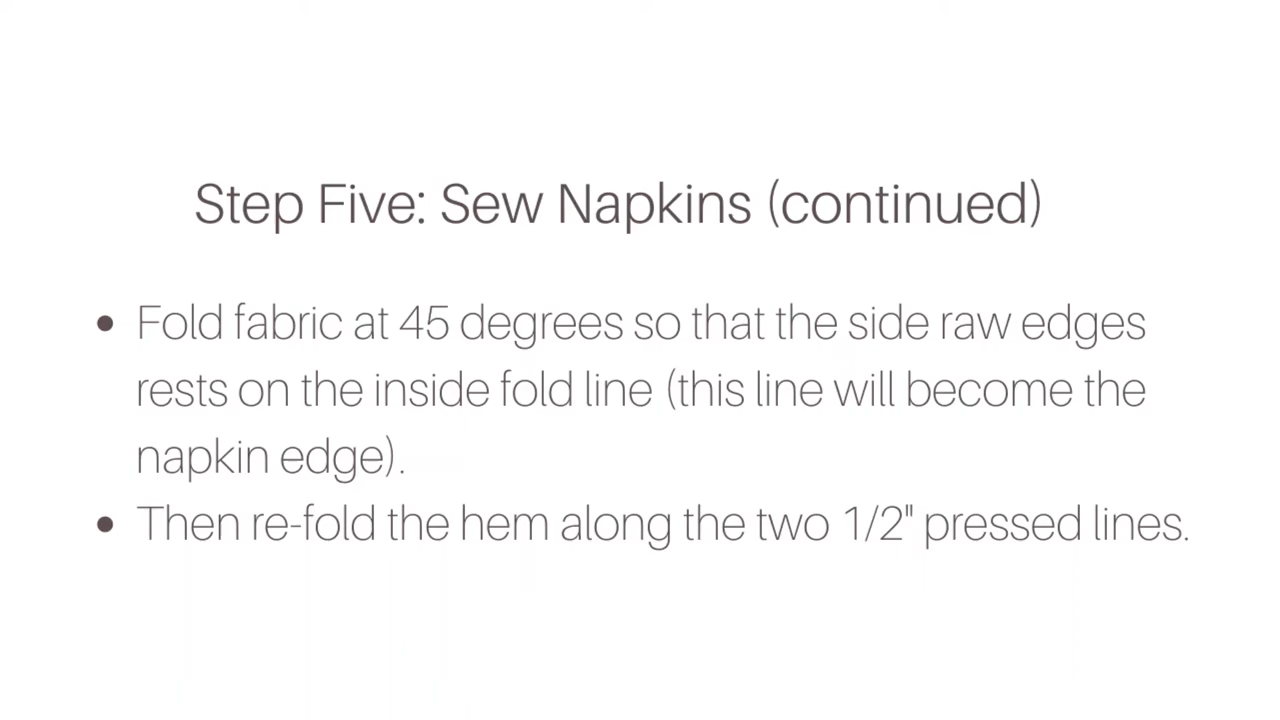 Step Five: Sew Napkins (continued)
• Fold fabric at 45 degrees so that the side raw edges
rests on the inside fold line (this line will become the
napkin edge).
• Then re-fold the hem along the two 1/2" pressed lines.